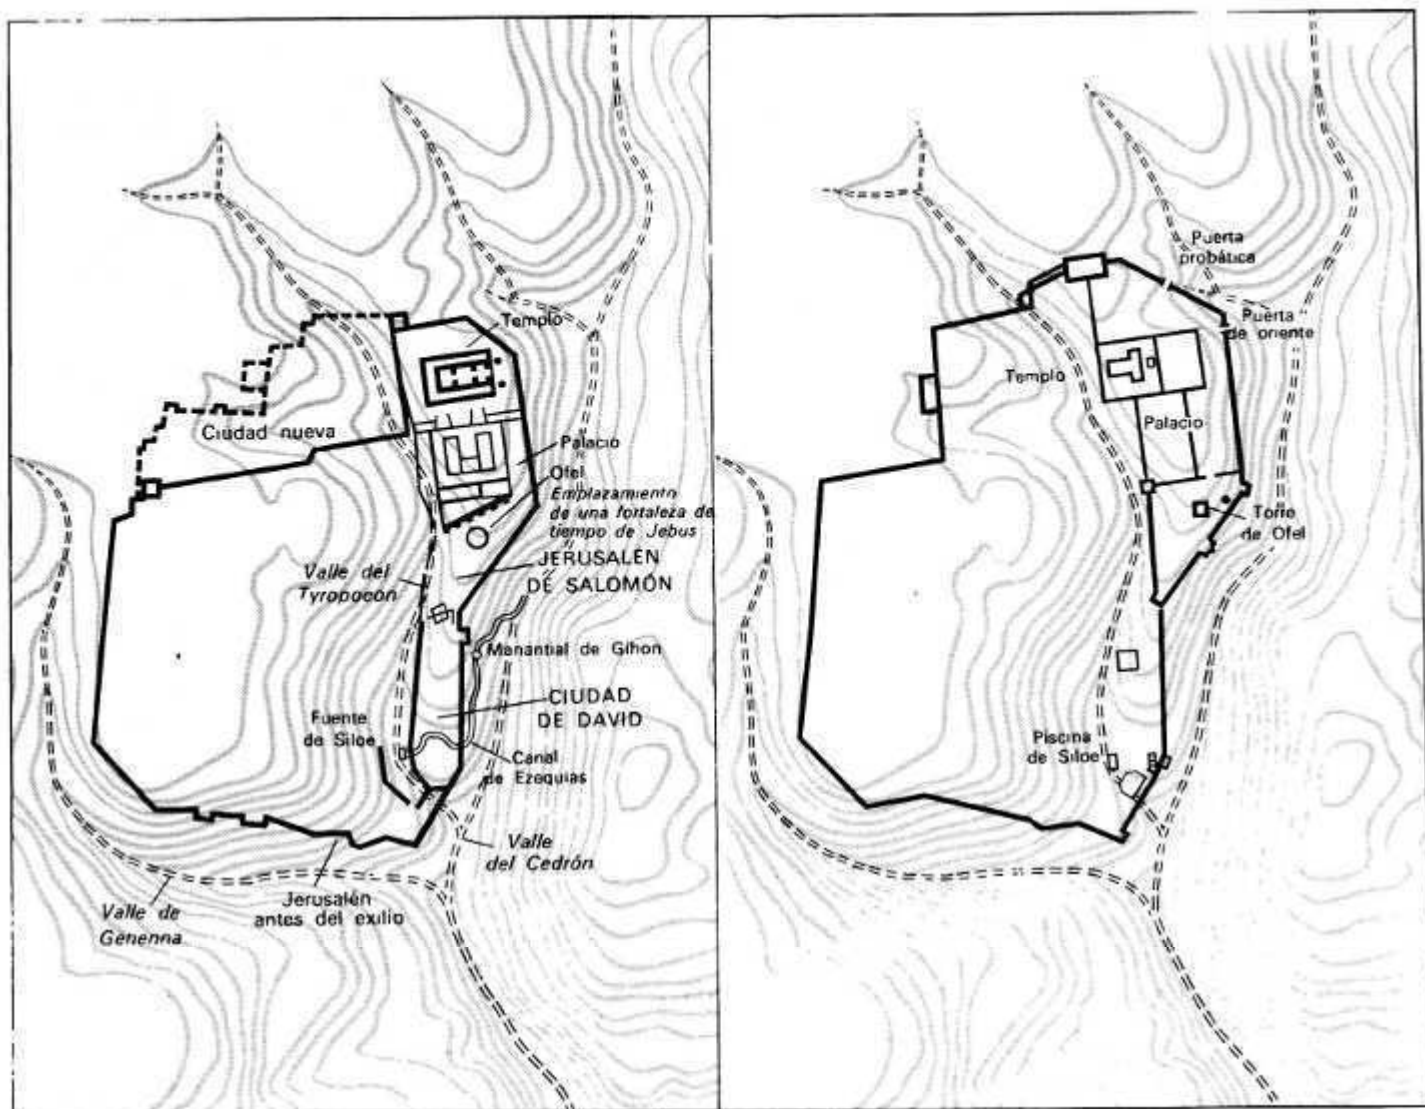 Templo
Ciudad nueva
Palacio
Ofel
Emplazamiento
de una fortaleza de
tiempo de Jebus
JERUSALÉN
DE SALOMÓN
Valle del
Tyropocón
Manantial de Gihon
CIUDAD
DE DAVID
Fuente
de Siloe
Canal
de Ezequias
Valle
del Cedrón
Jerusalén
antes del exilio
Valle de
Genenna
Puerta
probática
Puerta
de oriente
Templo
Palacio
Torre
de Ofel
Piscina
de Siloe